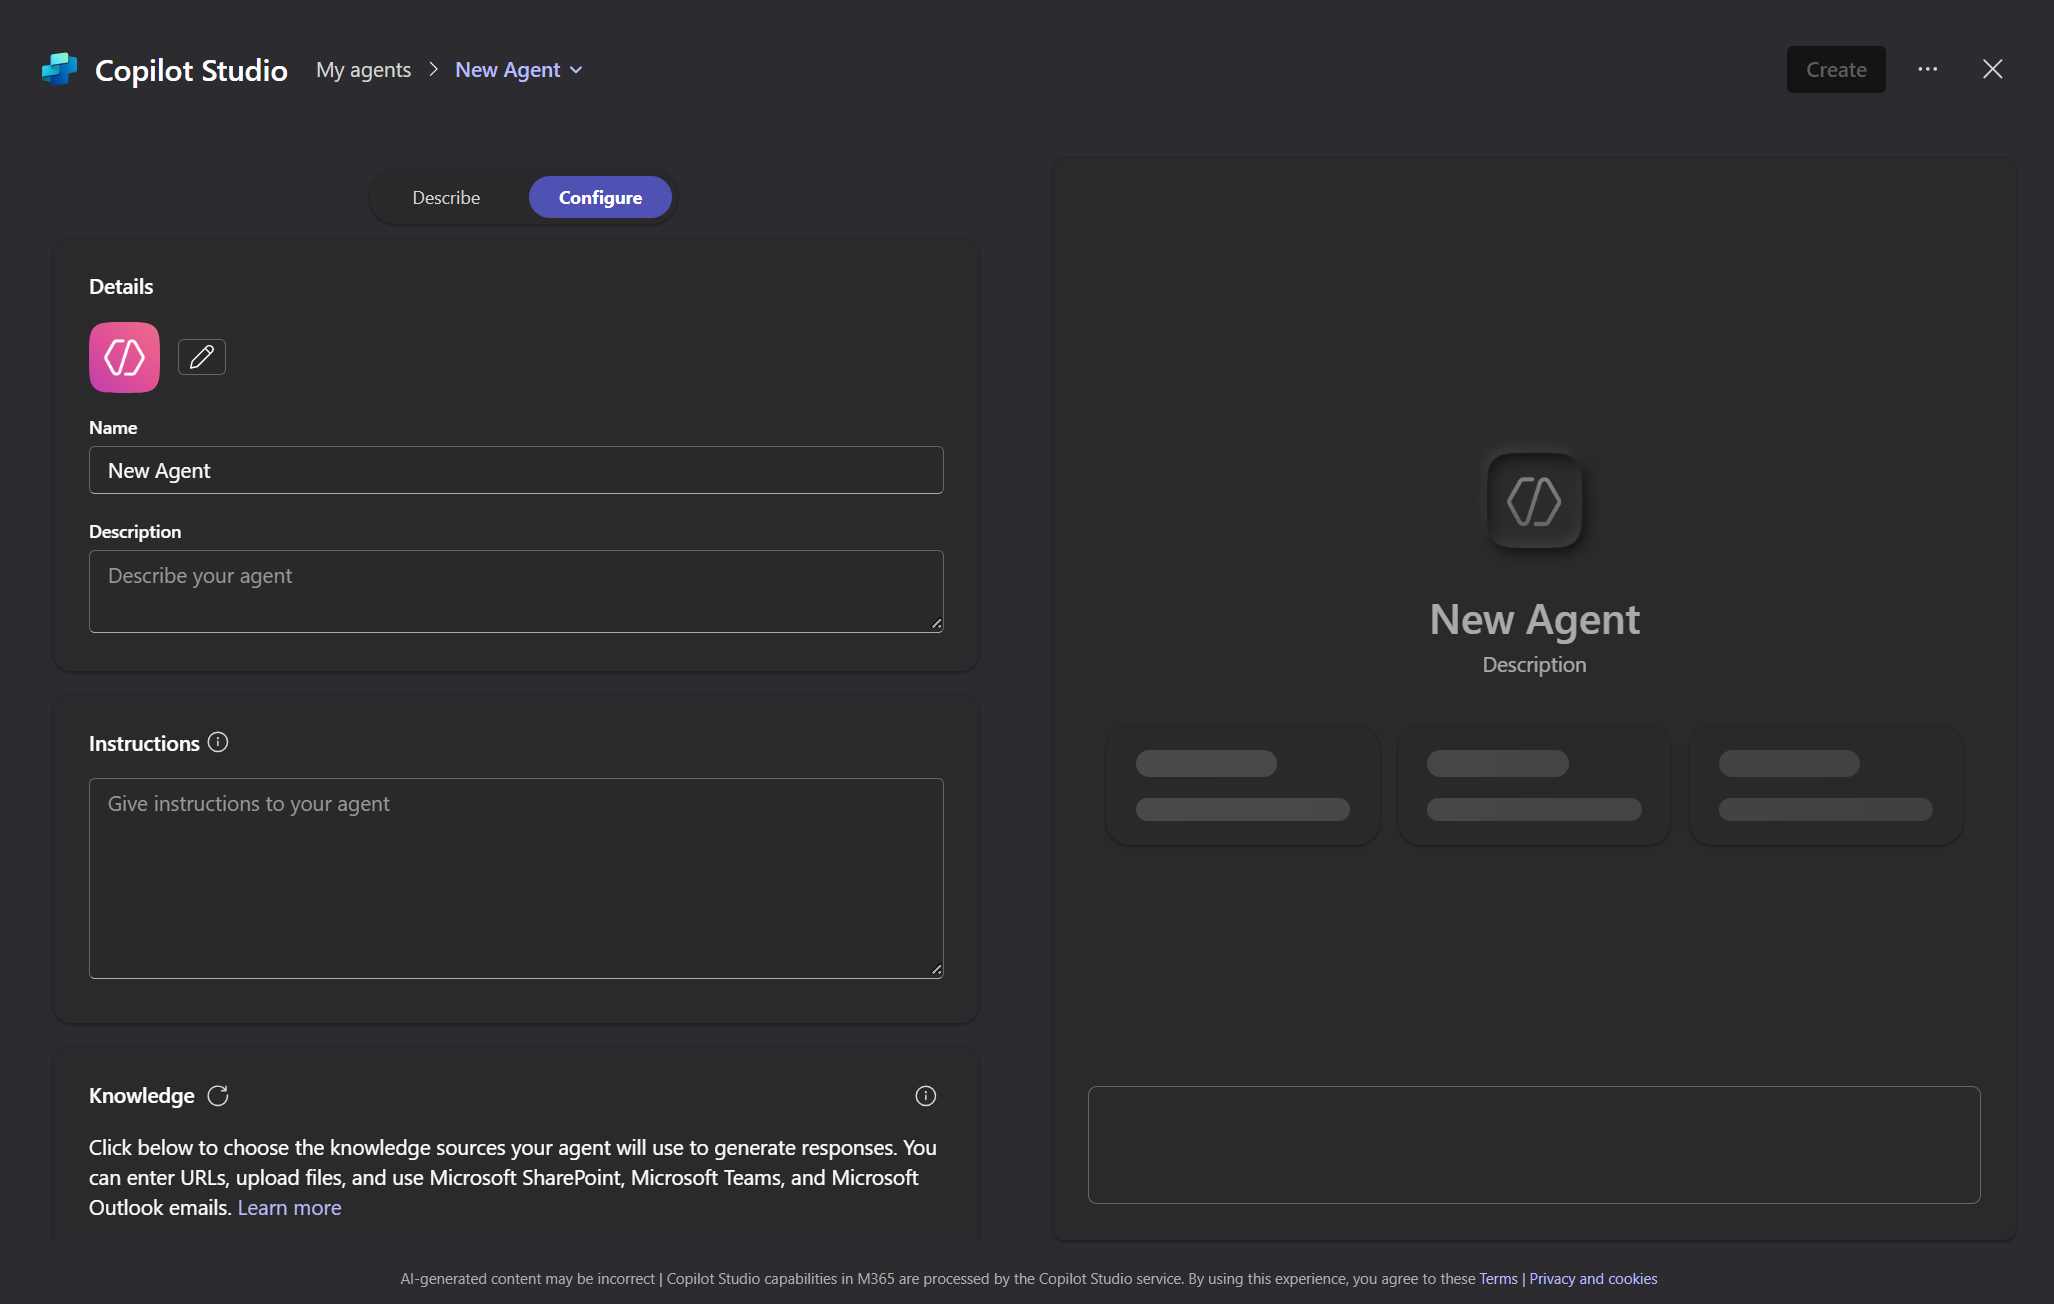 Copilot Studio
My agents
New Agent
Create
Describe
Configure
Details
Name
New Agent
Description
Describe your agent
Instructions
Give instructions to your agent
Knowledge
Click below to choose the knowledge sources your agent will use to generate responses. You
can enter URLs, upload files, and use Microsoft SharePoint, Microsoft Teams, and Microsoft
Outlook emails. Learn more
New Agent
Description
AI-generated content may be incorrect | Copilot Studio capabilities in M365 are processed by the Copilot Studio service. By using this experience, you agree to these Terms | Privacy and cookies